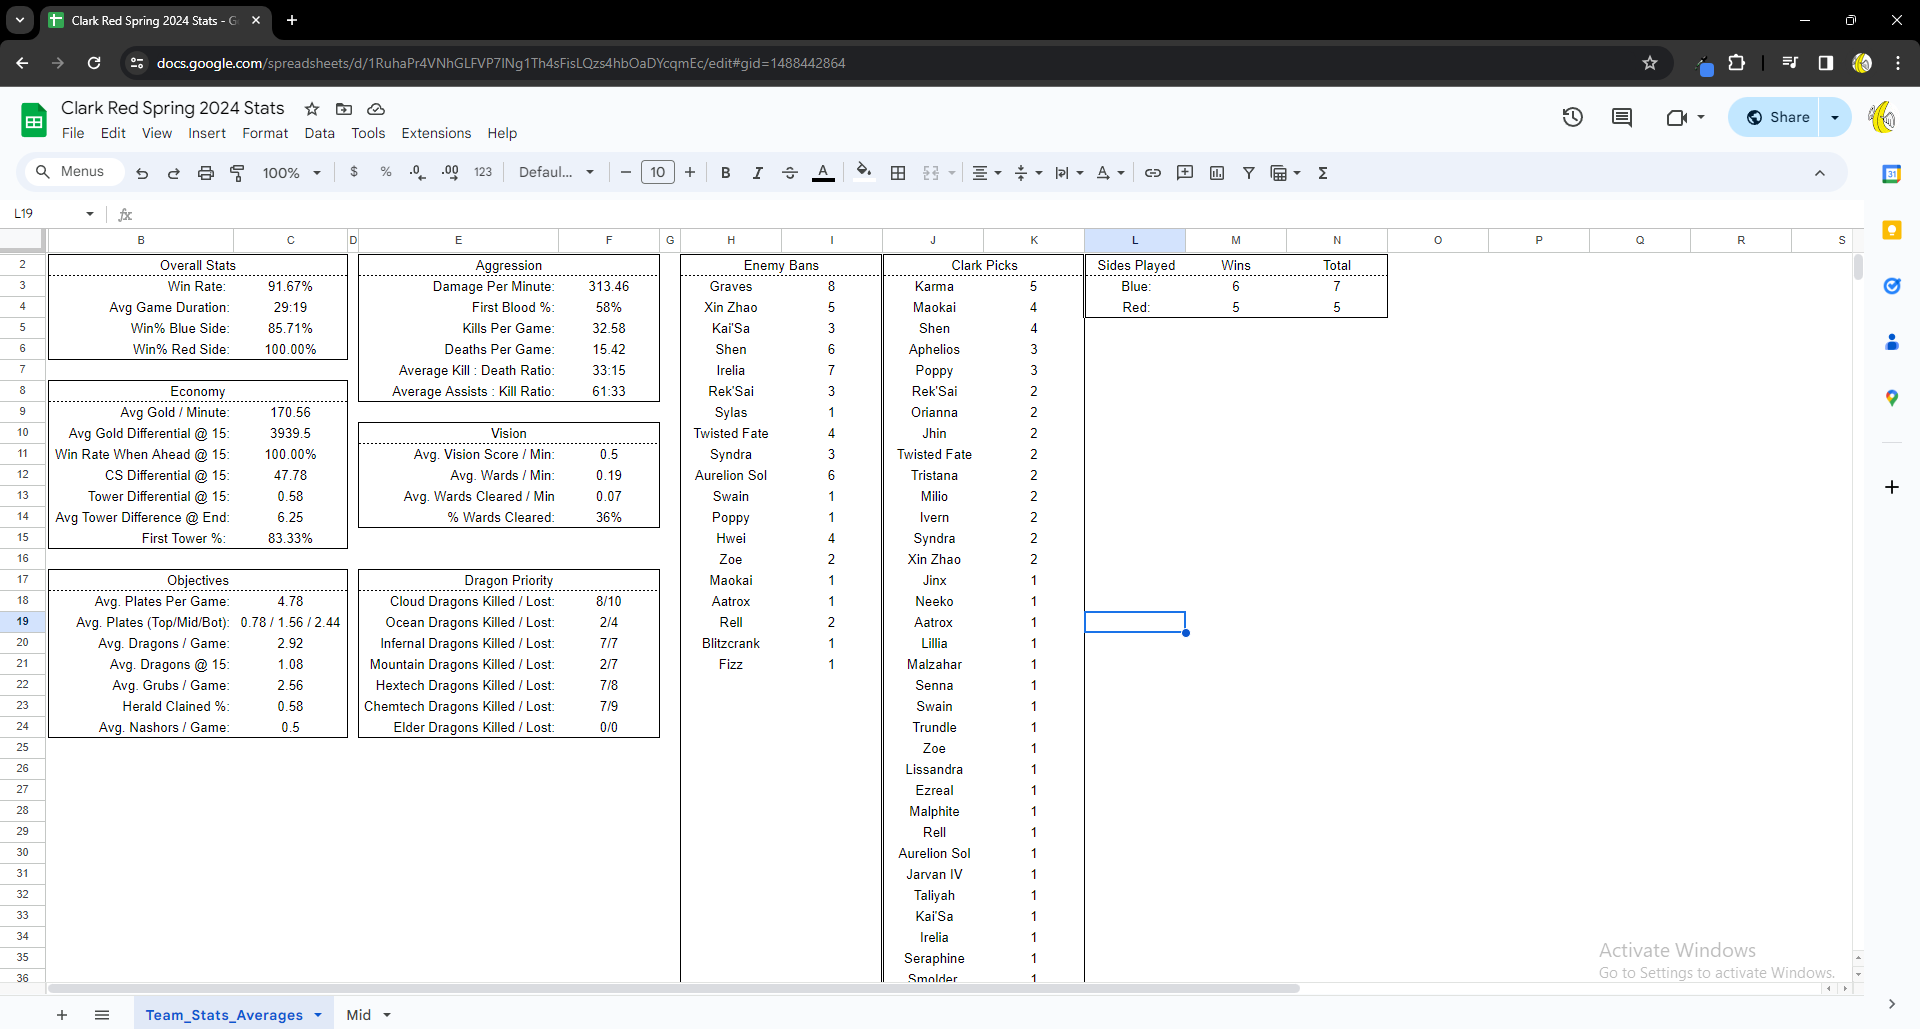 Clark Red Spring 2024 Stats - G
docs.google.com/spreadsheets/d/1RuhaPr4VNhGLFVP7INg1Th4sFisLQzs4hbOaDYcqmEc/edit#gid=1488442864
Clark Red Spring 2024 Stats
File Edit View Insert Format Data Tools Extensions Help
Share
31
Menus 100% $ % .0 .00 123 Defaul... 10 B I A
L19 fx
B C D E F G H I J K L M N O P Q R S
2 Overall Stats Aggression Enemy Bans Clark Picks Sides Played Wins Total
3 Win Rate: 91.67% Damage Per Minute: 313.46 Graves 8 Karma 5 Blue: 6 7
4 Avg Game Duration: 29:19 First Blood %: 58% Xin Zhao 5 Maokai 4 Red: 5 5
5 Win% Blue Side: 85.71% Kills Per Game: 32.58 Kai'Sa 3 Shen 4
6 Win% Red Side: 100.00% Deaths Per Game: 15.42 Shen 6 Aphelios 3
7 Average Kill : Death Ratio: 33:15 Irelia 7 Poppy 3
8 Economy Average Assists : Kill Ratio: 61:33 Rek'Sai 3 Rek'Sai 2
9 Avg Gold / Minute: 170.56 Sylas 1 Orianna 2
10 Avg Gold Differential @ 15: 3939.5 Vision Twisted Fate 4 Jhin 2
11 Win Rate When Ahead @ 15: 100.00% Avg. Vision Score / Min: 0.5 Syndra 3 Twisted Fate 2
12 CS Differential @ 15: 47.78 Avg. Wards / Min: 0.19 Aurelion Sol 6 Tristana 2
13 Tower Differential @ 15: 0.58 Avg. Wards Cleared / Min 0.07 Swain 1 Milio 2
14 Avg Tower Difference @ End: 6.25 % Wards Cleared: 36% Poppy 1 Ivern 2
15 First Tower %: 83.33% Hwei 4 Syndra 2
16 Zoe 2 Xin Zhao 2
17 Objectives Dragon Priority Maokai 1 Jinx 1
18 Avg. Plates Per Game: 4.78 Cloud Dragons Killed / Lost: 8/10 Aatrox 1 Neeko 1
19 Avg. Plates (Top/Mid/Bot): 0.78 / 1.56 / 2.44 Ocean Dragons Killed / Lost: 2/4 Rell 2 Aatrox 1
20 Avg. Dragons / Game: 2.92 Infernal Dragons Killed / Lost: 7/7 Blitzcrank 1 Lillia 1
21 Avg. Dragons @ 15: 1.08 Mountain Dragons Killed / Lost: 2/7 Fizz 1 Malzahar 1
22 Avg. Grubs / Game: 2.56 Hextech Dragons Killed / Lost: 7/8 Senna 1
23 Herald Clained %: 0.58 Chemtech Dragons Killed / Lost: 7/9 Swain 1
24 Avg. Nashors / Game: 0.5 Elder Dragons Killed / Lost: 0/0 Trundle 1
25 Zoe 1
26 Lissandra 1
27 Ezreal 1
28 Malphite 1
29 Rell 1
30 Aurelion Sol 1
31 Jarvan IV 1
32 Taliyah 1
33 Kai'Sa 1
34 Irelia 1
35 Seraphine 1
36 Smolder 1
Activate Windows
Go to Settings to activate Windows.
Team_Stats_Averages Mid